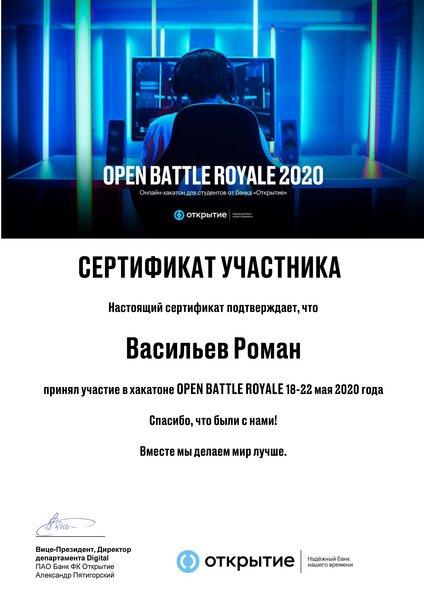 OPEN BATTLE ROYALE 2020
Онлайн-хакатон для студентов от банка «Открытие»
открытие
Надёжный банк
нашего времени
СЕРТИФИКАТ УЧАСТНИКА
Настоящий сертификат подтверждает, что
Васильев Роман
принял участие в хакатоне OPEN BATTLE ROYALE 18-22 мая 2020 года
Спасибо, что были с нами!
Вместе мы делаем мир лучше.
Вице-Президент, Директор
департамента Digital
ПАО Банк ФК Открытие
Александр Пятигорский
открытие
Надёжный банк
нашего времени